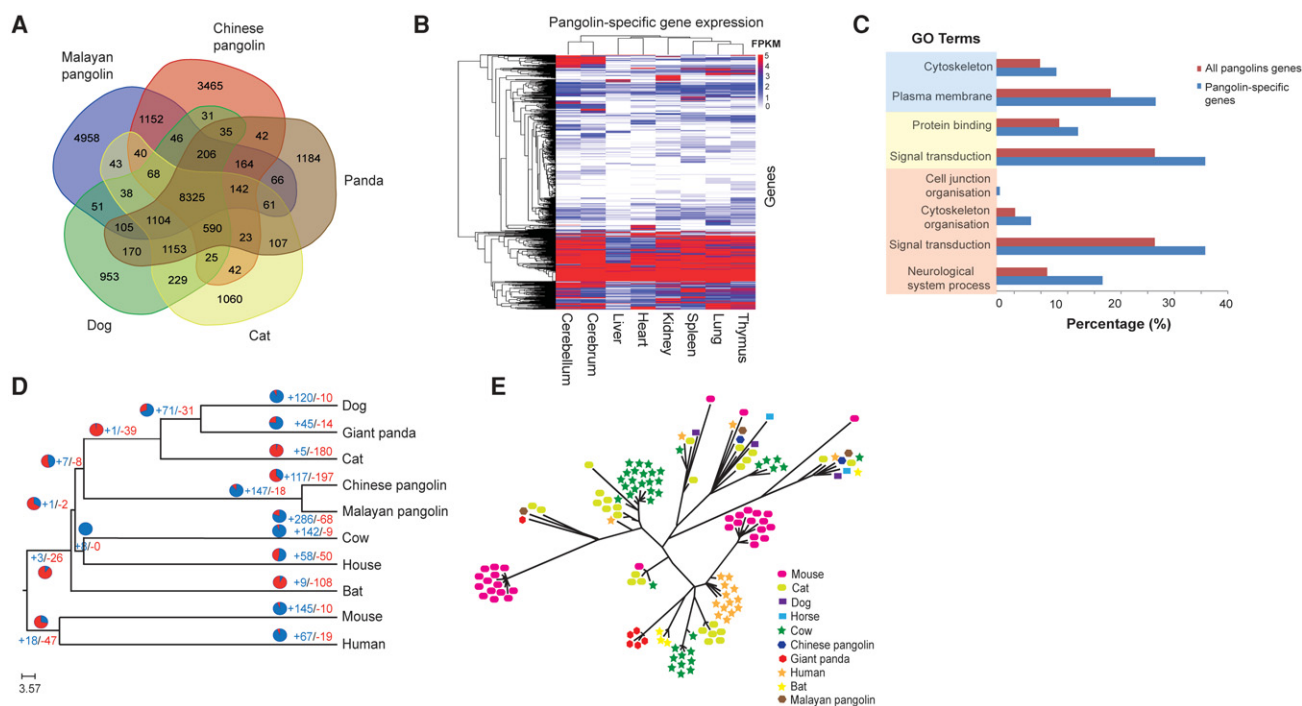 A
Chinese
pangolin
Malayan
pangolin
3465
4958
1152
31
46
35
42
1184
43
40
206
164
Panda
68
66
38
8325
142
51
61
1104
105
590
23
107
170
1153
25
42
953
229
1060
Dog
Cat
B
Pangolin-specific gene expression
FPKM
5
4
3
2
1
0
Genes
Cerebellum
Cerebrum
Liver
Heart
Kidney
Spleen
Lung
Thymus
C
GO Terms
Cytoskeleton
Plasma membrane
Protein binding
Signal transduction
Cell junction
organisation
Cytoskeleton
organisation
Signal transduction
Neurological
system process
All pangolins genes
Pangolin-specific
genes
0
10
20
30
40
Percentage (%)
D
+120/-10
Dog
+71/-31
+45/-14
Giant panda
+1/-39
+5/-180
Cat
+7/-8
+117/-197
Chinese pangolin
+147/-18
Malayan pangolin
+1/-2
+286/-68
+142/-9
Cow
+8/-0
+3/-26
+58/-50
House
+9/-108
Bat
+145/-10
Mouse
+18/-47
+67/-19
Human
3.57
E
Mouse
Cat
Dog
Horse
Cow
Chinese pangolin
Giant panda
Human
Bat
Malayan pangolin